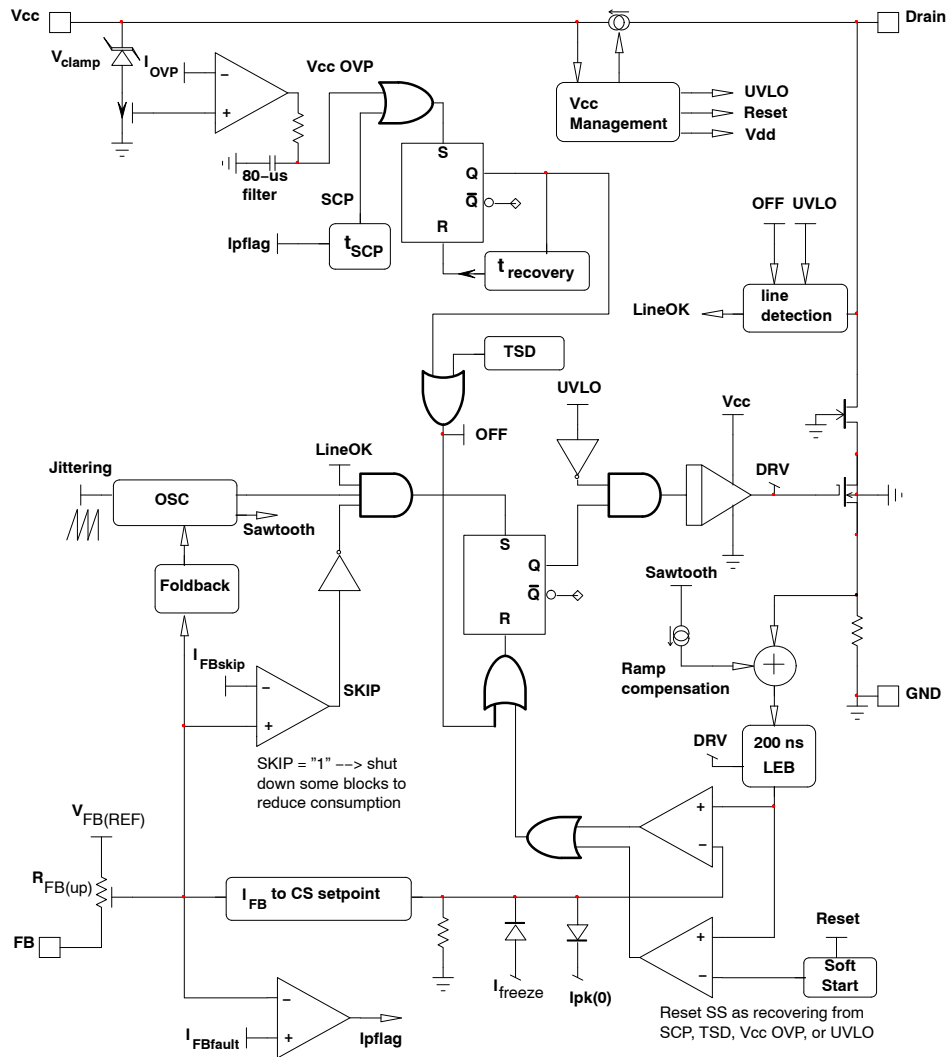 Vcc
Drain
Vclamp
IOVP
−
+
Vcc OVP
80−us
filter
SCP
Ipflag
tSCP
S
Q
Q
R
trecovery
Vcc
Management
UVLO
Reset
Vdd
OFF UVLO
line
detection
LineOK
TSD
OFF
UVLO
Vcc
DRV
LineOK
Jittering
OSC
Sawtooth
Foldback
S
Q
Q
R
Sawtooth
Ramp
compensation
+
GND
IFBskip
−
+
SKIP
SKIP = ”1” −−> shut
down some blocks to
reduce consumption
DRV
200 ns
LEB
VFB(REF)
RFB(up)
FB
IFB to CS setpoint
+
−
Ifreeze
Ipk(0)
+
−
Reset
Soft
Start
Reset SS as recovering from
SCP, TSD, Vcc OVP, or UVLO
IFBfault
−
+
Ipflag